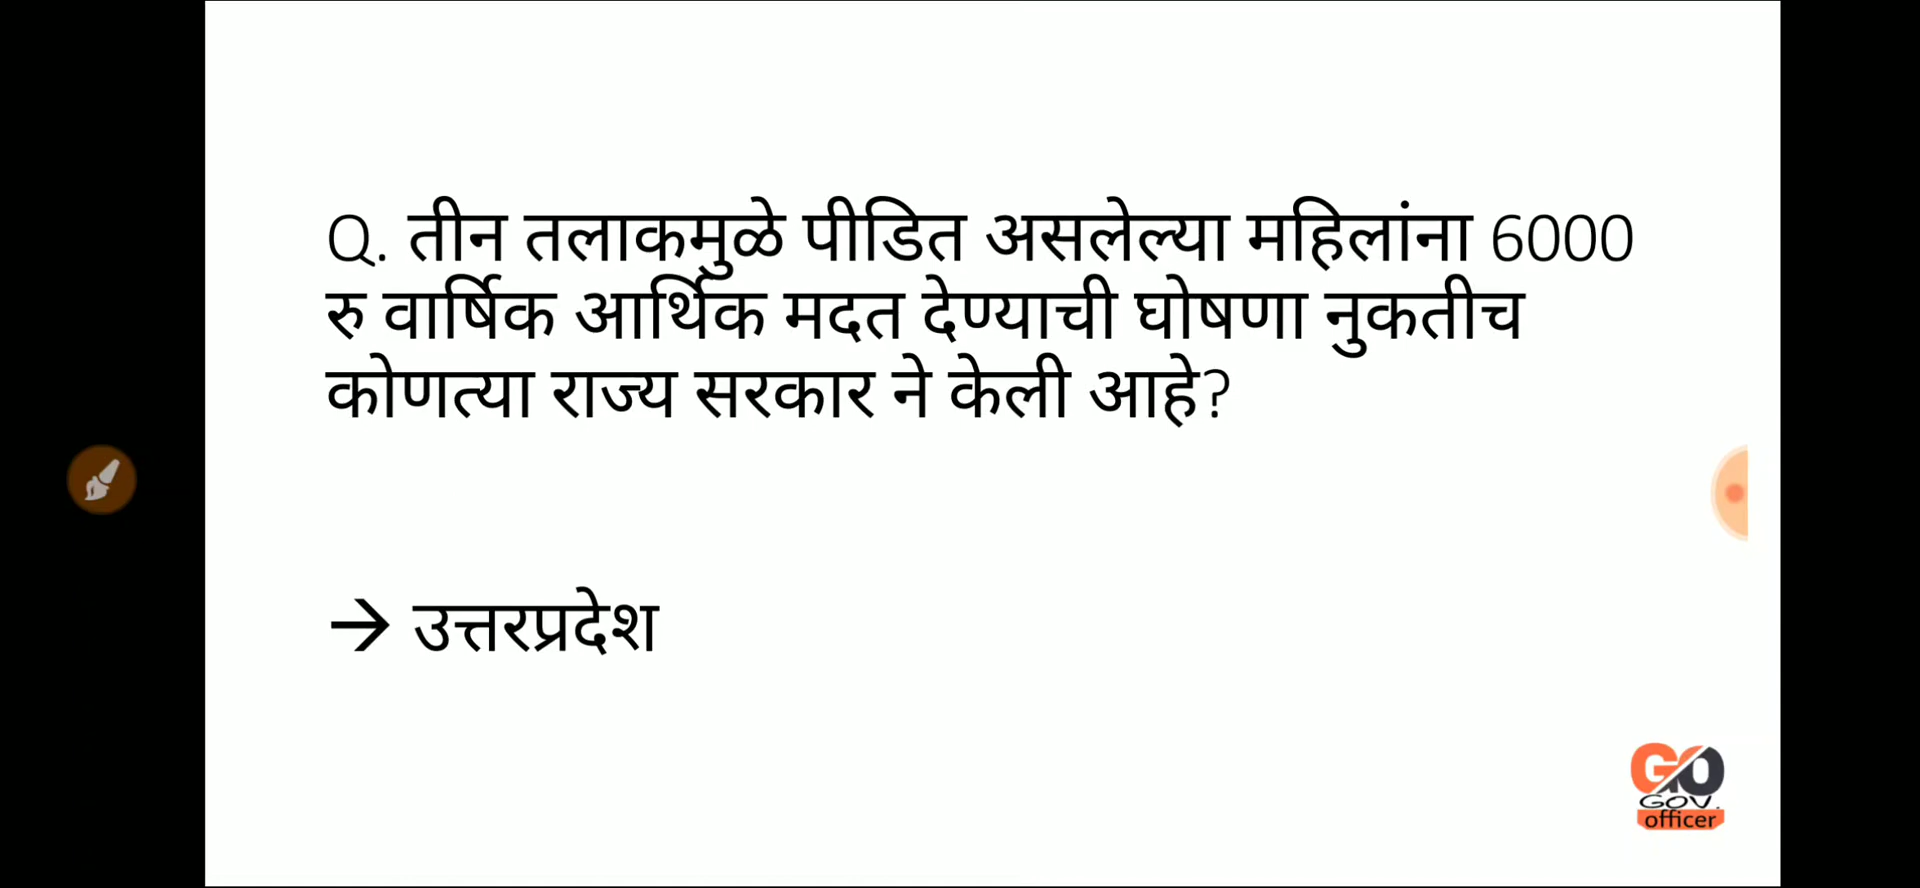 Q. तीन तलाकमुळे पीडित असलेल्या महिलांना 6000
रु वार्षिक आर्थिक मदत देण्याची घोषणा नुकतीच
कोणत्या राज्य सरकार ने केली आहे?
→ उत्तरप्रदेश
GO
GOV.
officer